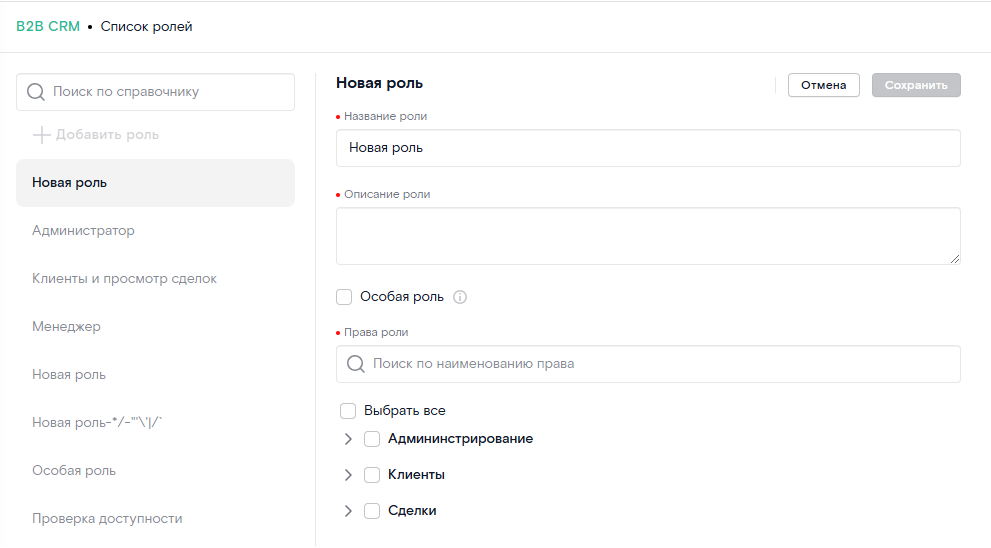 B2B CRM • Список ролей
Поиск по справочнику
Добавить роль
Новая роль
Администратор
Клиенты и просмотр сделок
Менеджер
Новая роль
Новая роль-*/-"'\'|/`
Особая роль
Проверка доступности
Новая роль
Отмена
Сохранить
Название роли
Новая роль
Описание роли
Особая роль
Права роли
Поиск по наименованию права
Выбрать все
Админинстрирование
Клиенты
Сделки